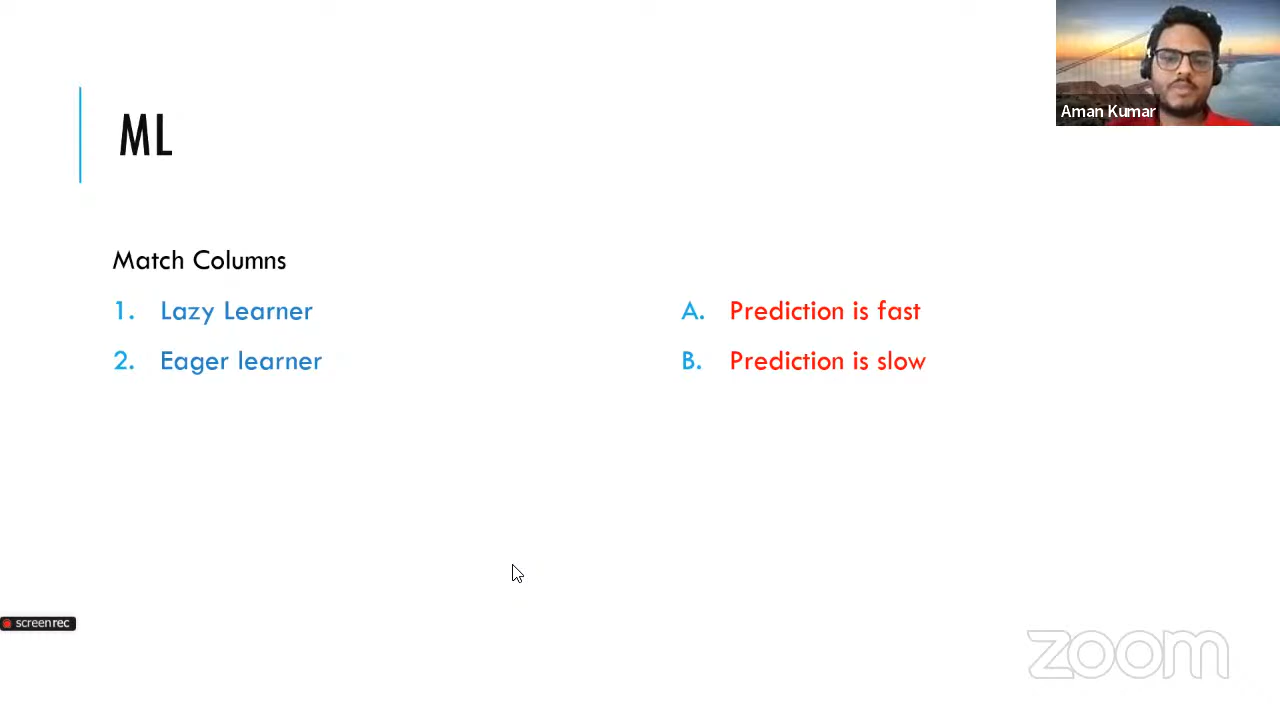 Aman Kumar
ML
Match Columns
1. Lazy Learner
2. Eager learner
A. Prediction is fast
B. Prediction is slow
screenrec
zoom